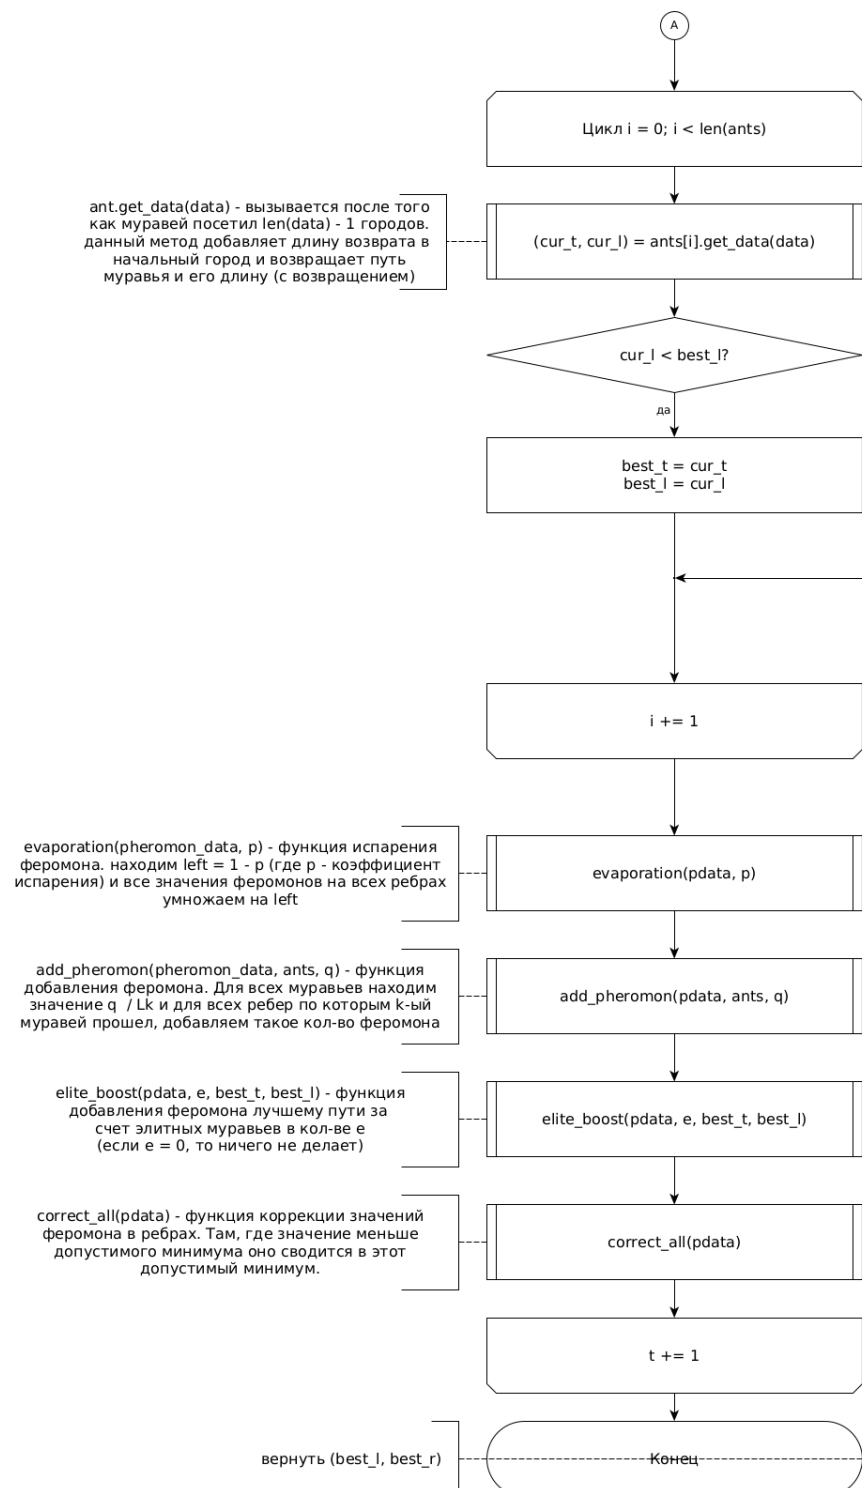 A
Цикл i = 0; i < len(ants)
ant.get_data(data) - вызывается после того
как муравей посетил len(data) - 1 городов.
данный метод добавляет длину возврата в
начальный город и возвращает путь
муравья и его длину (с возвращением)
(cur_t, cur_l) = ants[i].get_data(data)
cur_l < best_l?
да
best_t = cur_t
best_l = cur_l
i += 1
evaporation(pheromon_data, p) - функция испарения
феромона. находим left = 1 - p (где p - коэффициент
испарения) и все значения феромонов на всех ребрах
умножаем на left
evaporation(pdata, p)
add_pheromon(pheromon_data, ants, q) - функция
добавления феромона. Для всех муравьев находим
значение q / Lk и для всех ребер по которым k-ый
муравей прошел, добавляем такое кол-во феромона
add_pheromon(pdata, ants, q)
elite_boost(pdata, e, best_t, best_l) - функция
добавления феромона лучшему пути за
счет элитных муравьев в кол-ве e
(если e = 0, то ничего не делает)
elite_boost(pdata, e, best_t, best_l)
correct_all(pdata) - функция коррекции значений
феромона в ребрах. Там, где значение меньше
допустимого минимума оно сводится в этот
допустимый минимум.
correct_all(pdata)
t += 1
вернуть (best_l, best_r)
Конец